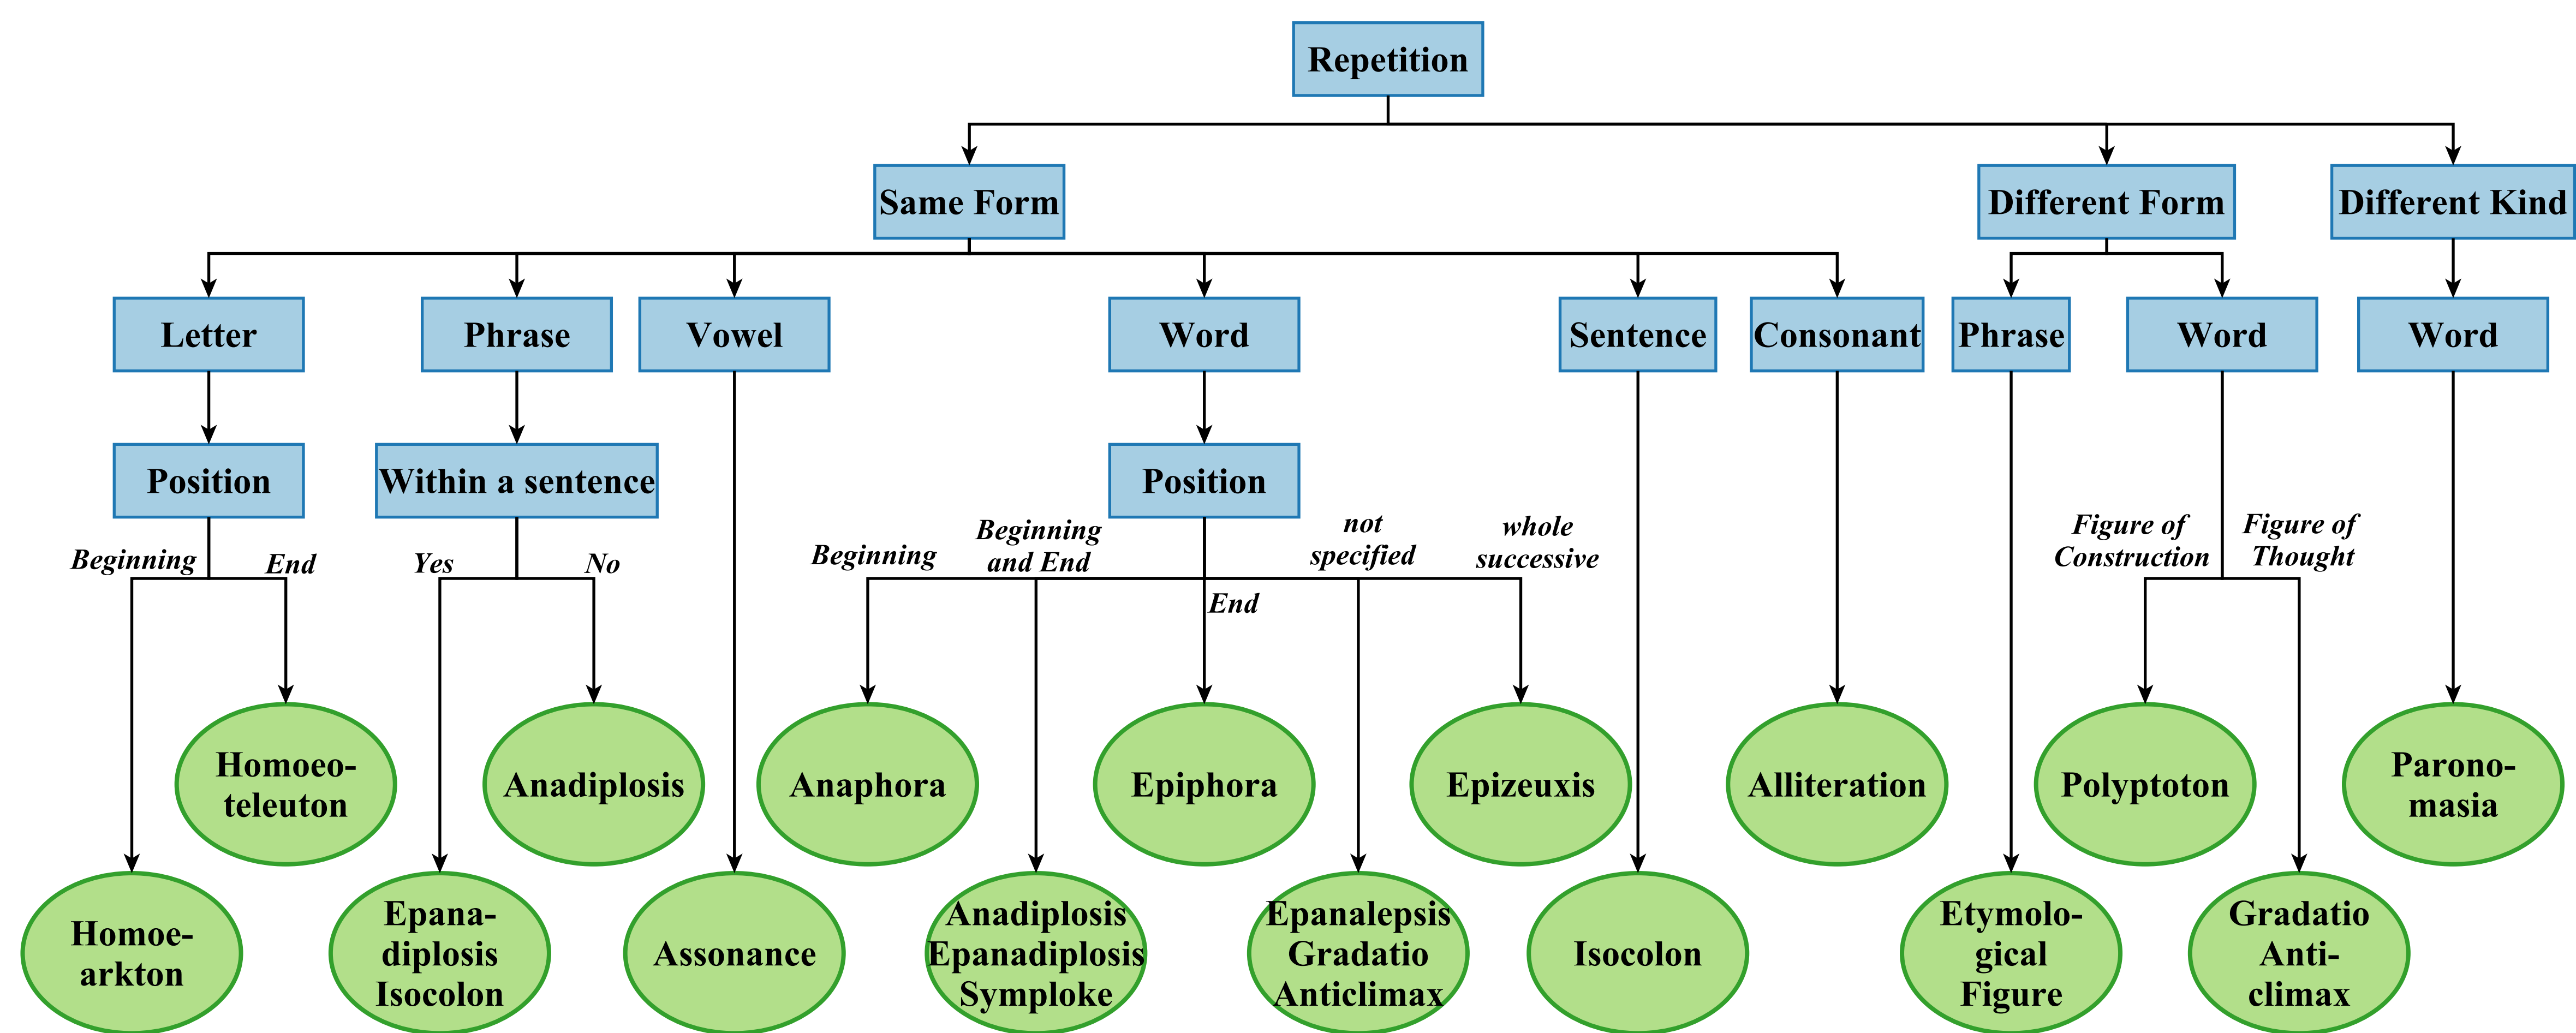 Repetition
Same Form
Different Form
Different Kind
Letter
Phrase
Vowel
Word
Sentence
Consonant
Phrase
Word
Word
Position
Within a sentence
Position
Beginning
End
Yes
No
Beginning
Beginning
and End
End
not
specified
whole
successive
Figure of
Construction
Figure of
Thought
Homoeo-
teleuton
Anadiplosis
Anaphora
Epiphora
Epizeuxis
Alliteration
Polyptoton
Parono-
masia
Homoe-
arkton
Epana-
diplosis
Isocolon
Assonance
Anadiplosis
Epanadiplosis
Symploke
Epanalepsis
Gradatio
Anticlimax
Isocolon
Etymolo-
gical
Figure
Gradatio
Anti-
climax